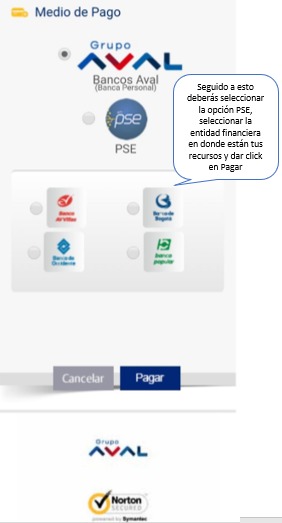 Medio de Pago
Grupo
AVAL
Bancos Aval
(Banca Personal)
pse
PSE
Seguido a esto
deberás seleccionar
la opción PSE,
seleccionar la
entidad financiera
en donde están tus
recursos y dar click
en Pagar
Banco
AV Villas
Banco de
Bogotá
Banco de
Occidente
banco
popular
Cancelar
Pagar
Grupo
AVAL
Norton
SECURED
powered by Symantec